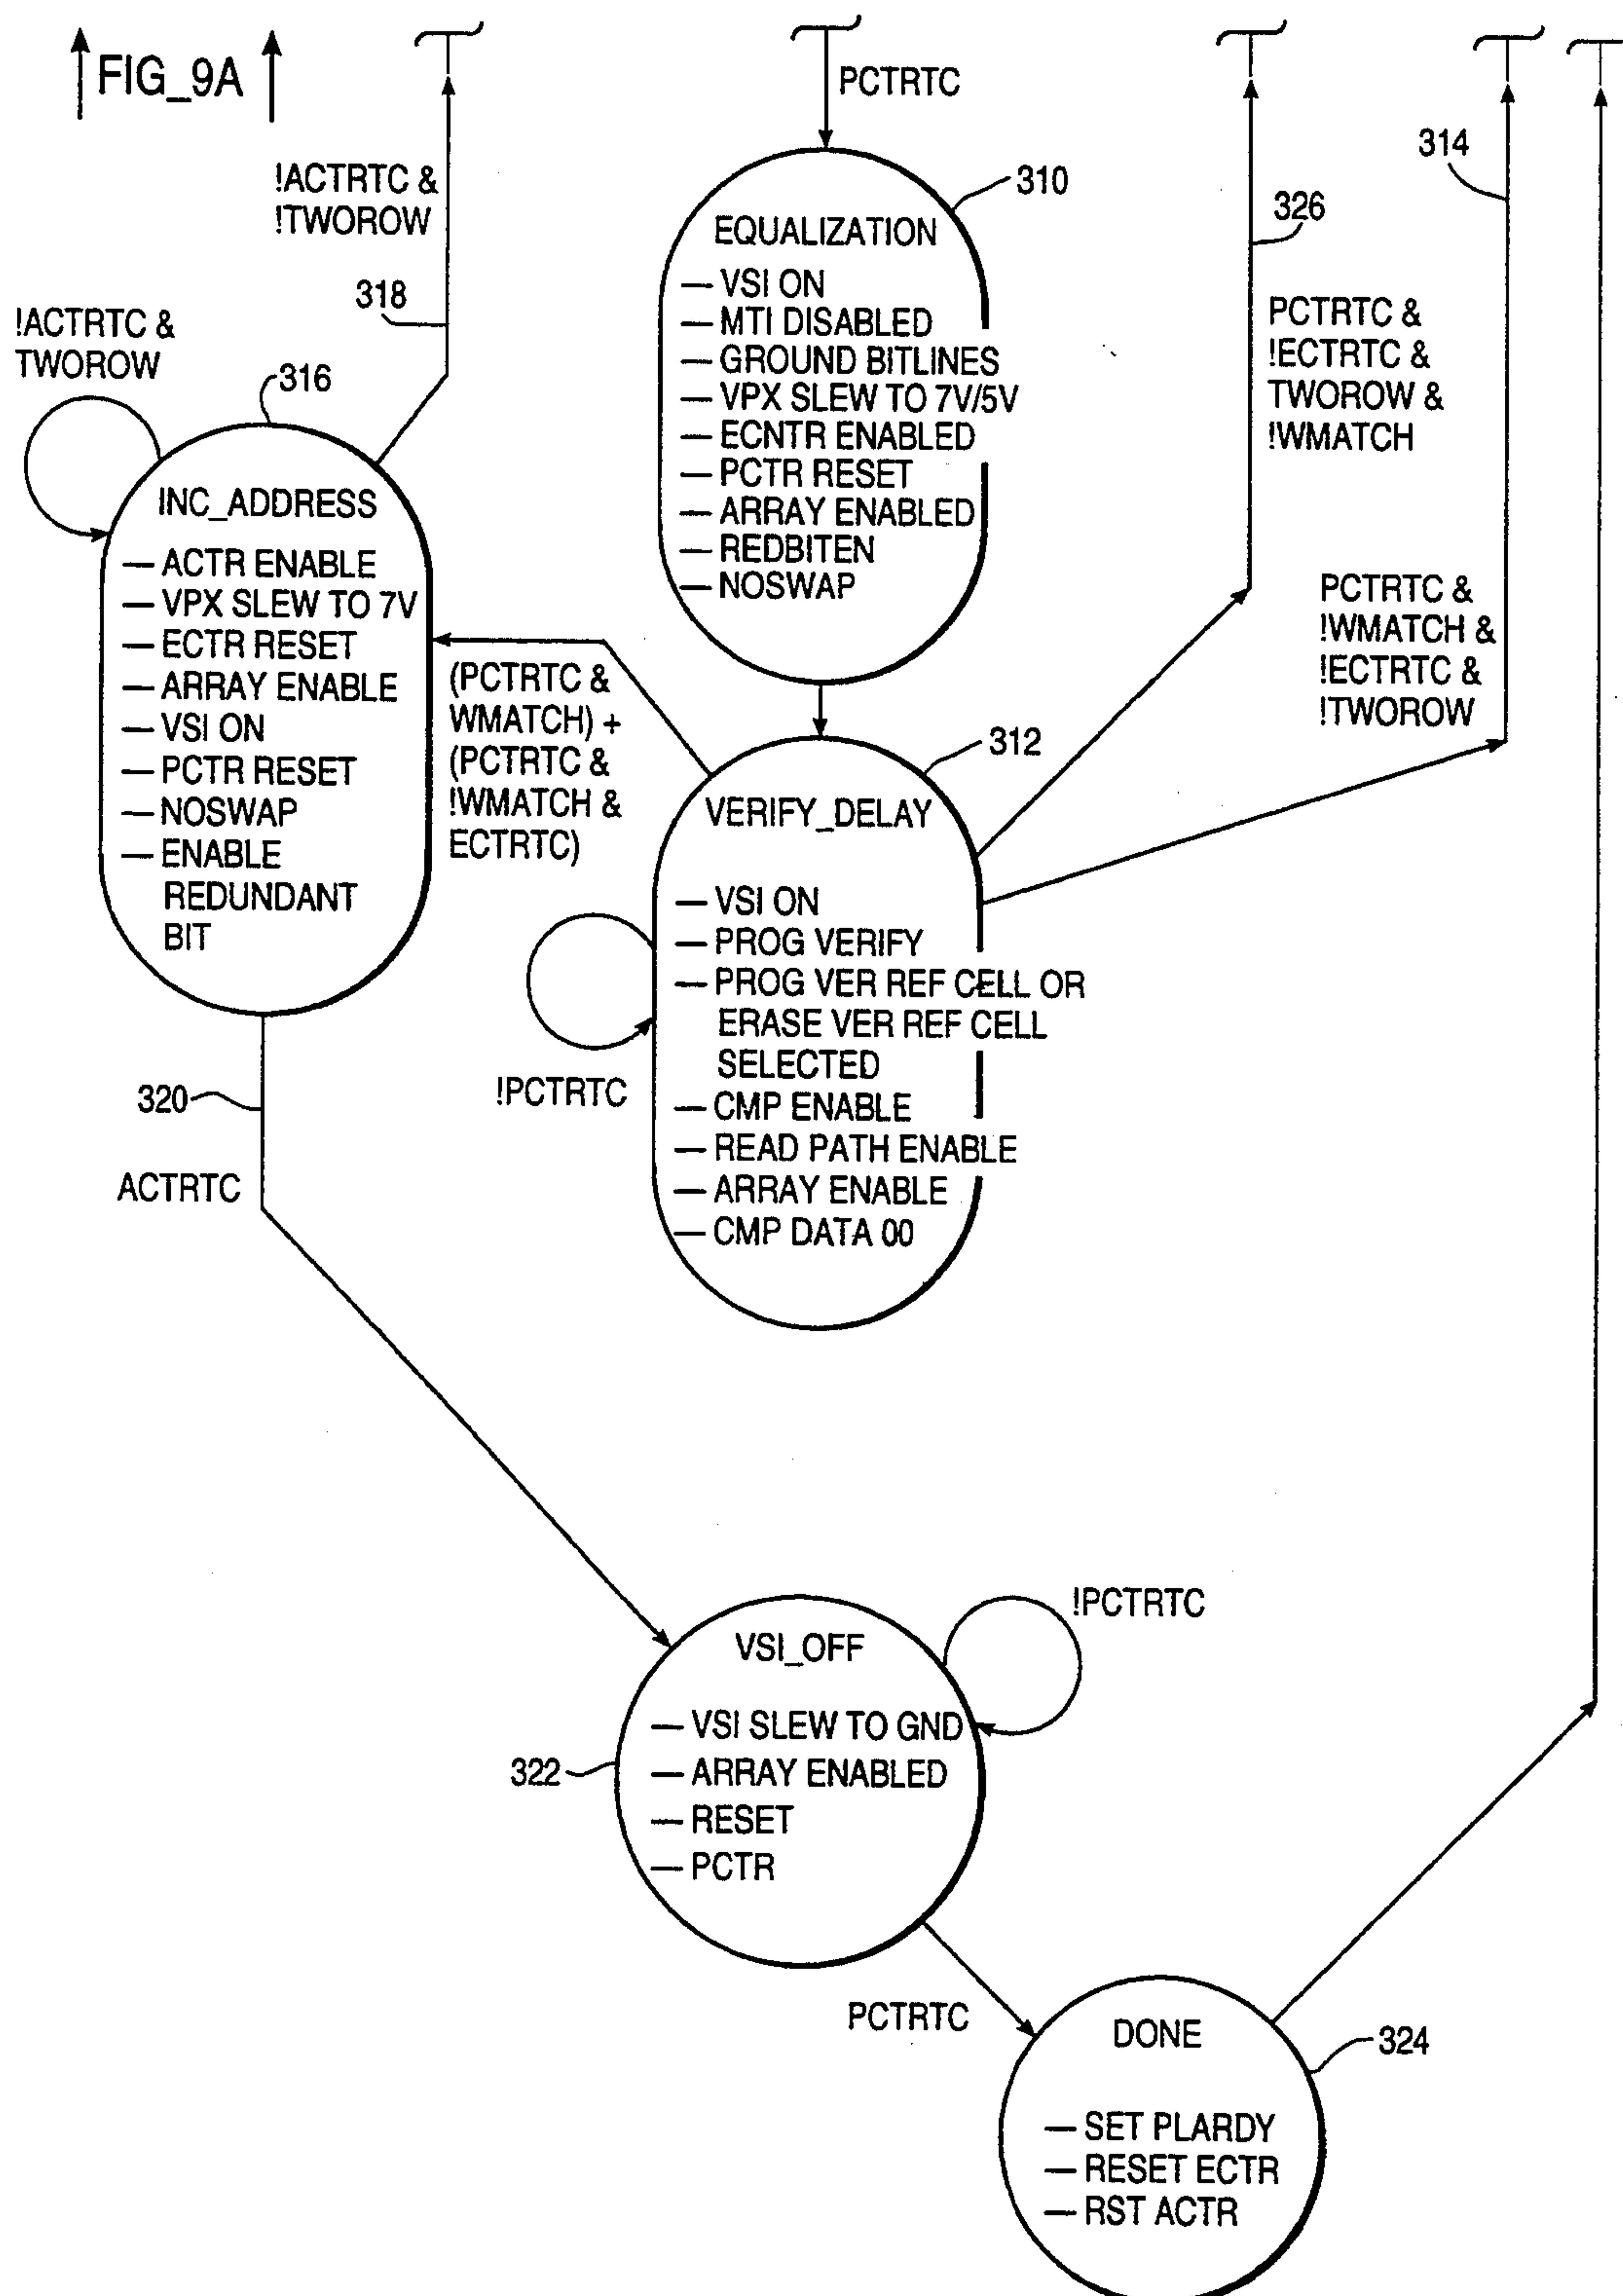 FIG_9A
PCTRTC
!ACTRTC &
!TWOROW
318
!ACTRTC &
TWOROW
316
INC_ADDRESS
— ACTR ENABLE
— VPX SLEW TO 7V
— ECTR RESET
— ARRAY ENABLE
— VSI ON
— PCTR RESET
— NOSWAP
— ENABLE
REDUNDANT
BIT
310
EQUALIZATION
— VSI ON
— MTI DISABLED
— GROUND BITLINES
— VPX SLEW TO 7V/5V
— ECNTR ENABLED
— PCTR RESET
— ARRAY ENABLED
— REDBITEN
— NOSWAP
326
PCTRTC &
!ECTRTC &
TWOROW &
!WMATCH
314
PCTRTC &
!WMATCH &
!ECTRTC &
!TWOROW
(PCTRTC &
WMATCH) +
(PCTRTC &
!WMATCH &
ECTRTC)
312
VERIFY_DELAY
— VSI ON
— PROG VERIFY
— PROG VER REF CELL OR
ERASE VER REF CELL
SELECTED
— CMP ENABLE
— READ PATH ENABLE
— ARRAY ENABLE
— CMP DATA 00
!PCTRTC
320
ACTRTC
!PCTRTC
VSI_OFF
— VSI SLEW TO GND
— ARRAY ENABLED
— RESET
— PCTR
322
PCTRTC
DONE
— SET PLARDY
— RESET ECTR
— RST ACTR
324